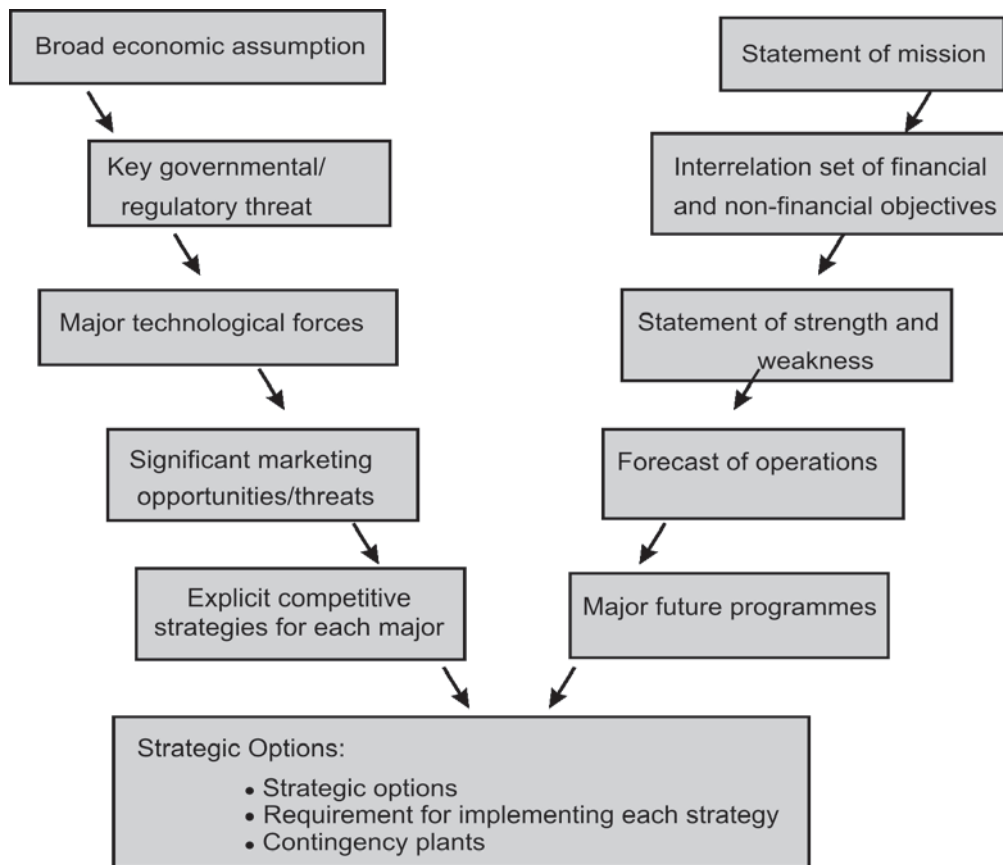 Broad economic assumption
Key governmental/
regulatory threat
Major technological forces
Significant marketing
opportunities/threats
Explicit competitive
strategies for each major
Statement of mission
Interrelation set of financial
and non-financial objectives
Statement of strength and
weakness
Forecast of operations
Major future programmes
Strategic Options:
• Strategic options
• Requirement for implementing each strategy
• Contingency plants